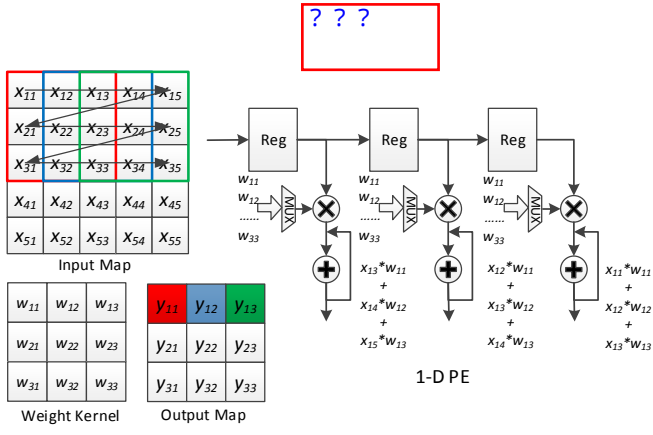 ? ? ?
x11 x12 x13 x14 x15
x21 x22 x23 x24 x25
x31 x32 x33 x34 x35
x41 x42 x43 x44 x45
x51 x52 x53 x54 x55
Input Map
w11 w12 w13
w21 w22 w23
w31 w32 w33
Weight Kernel
y11 y12 y13
y21 y22 y23
y31 y32 y33
Output Map
Reg
w11
w12
......
w33
MUX
x13*w11
+
x14*w12
+
x15*w13
Reg
w11
w12
......
w33
MUX
x12*w11
+
x13*w12
+
x14*w13
Reg
w11
w12
......
w33
MUX
x11*w11
+
x12*w12
+
x13*w13
1-D PE